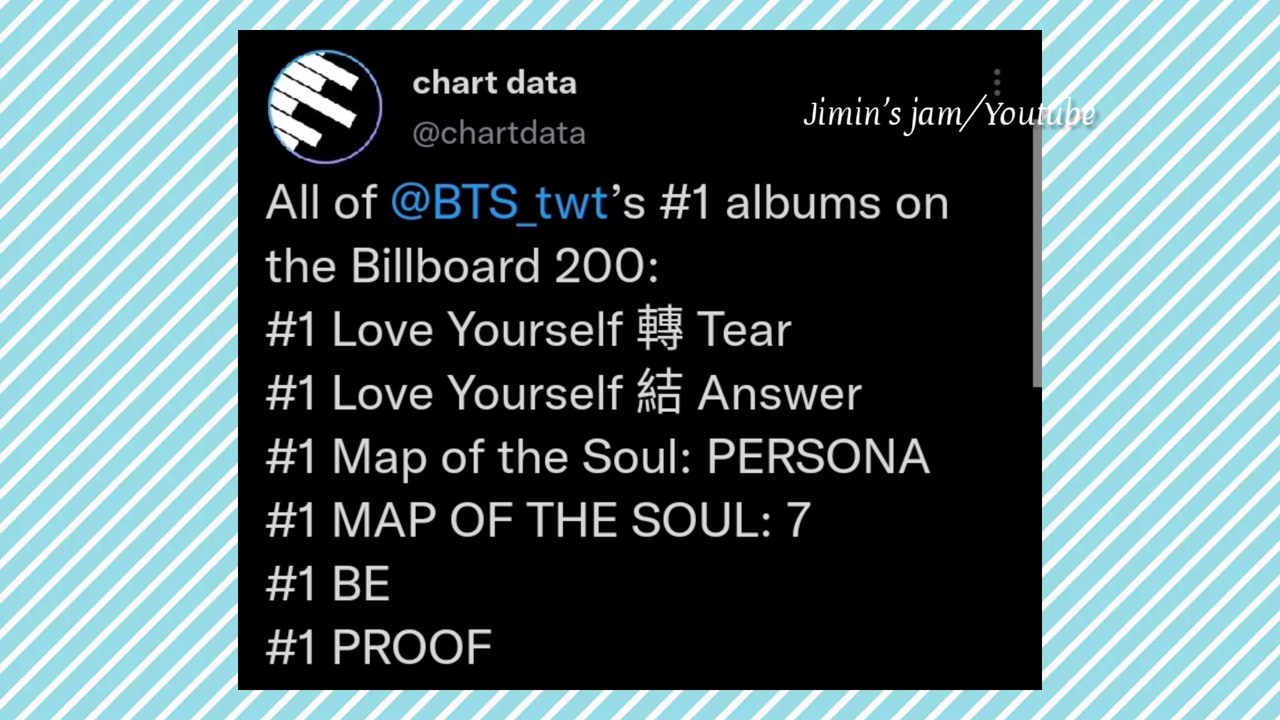 chart data
Jimin's jam/Youtube
@chartdata
All of @BTS_twt’s #1 albums on
the Billboard 200:
#1 Love Yourself 轉 Tear
#1 Love Yourself 結 Answer
#1 Map of the Soul: PERSONA
#1 MAP OF THE SOUL: 7
#1 BE
#1 PROOF